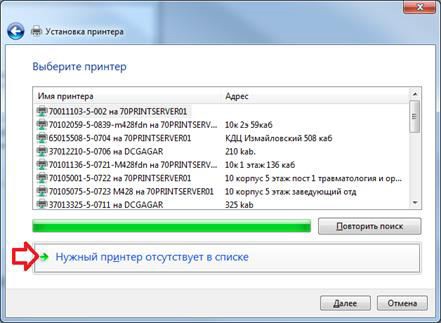 Установка принтера
Выберите принтер
Имя принтера Адрес
70011103-5-002 на 70PRINTSERVER01
70102059-5-0839-m428fdn на 70PRINTSERV... 10к 2э 59каб
65015508-5-0704 на 70PRINTSERVER01 КДЦ Измайловский 508 каб
37012210-5-0706 на DCGAGAR 210 kab.
70101136-5-0721-M428fdn на 70PRINTSERV... 10к 1 этаж 136 каб
70105001-5-0722 на 70PRINTSERVER01 10 корпус 5 этаж пост 1 травматология и ор...
70105075-5-0723 M428 на 70PRINTSERVER01 10 корпус 5 этаж заведующий отд
37013325-5-0711 на DCGAGAR 325 kab
Повторить поиск
Нужный принтер отсутствует в списке
Далее Отмена